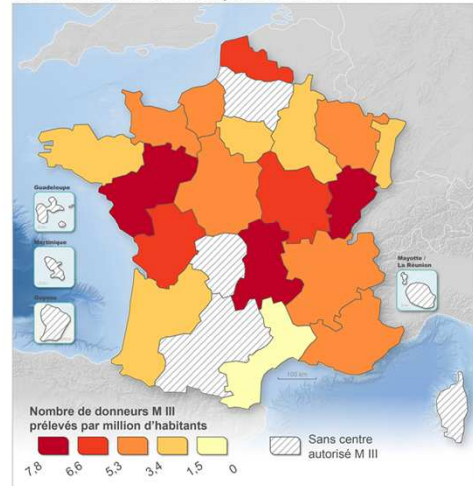 Guadeloupe
Martinique
Guyane
Mayotte /
La Réunion
100 km
Nombre de donneurs M III
prélevés par million d'habitants
7,8 6,6 5,3 3,4 1,5 0
Sans centre
autorisé M III